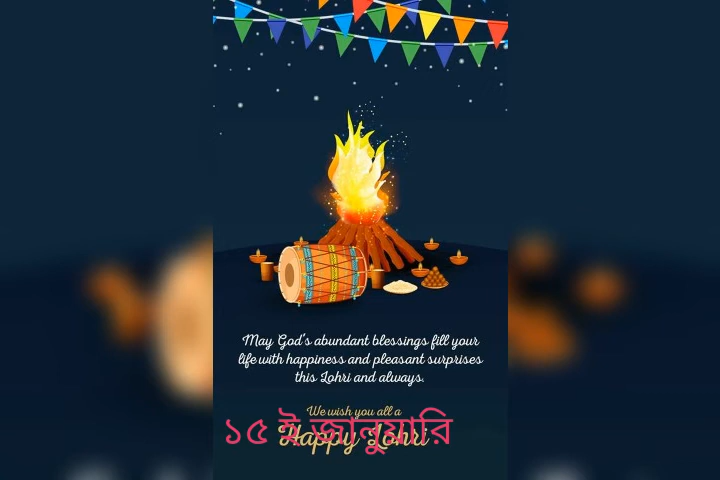 May God's abundant blessings fill your
life with happiness and pleasant surprises
this Lohri and always.
We wish you all a
Happy Lohri
১৫ ই জানুয়ারি